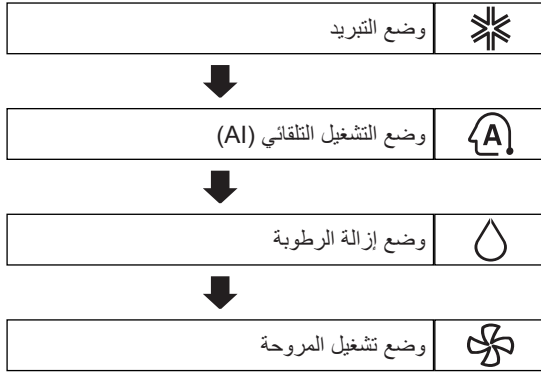 وضع التبريد
وضع التشغيل التلقائي (AI)
وضع إزالة الرطوبة
وضع تشغيل المروحة